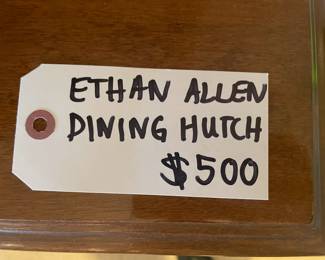 ETHAN ALLEN
DINING HUTCH
$500